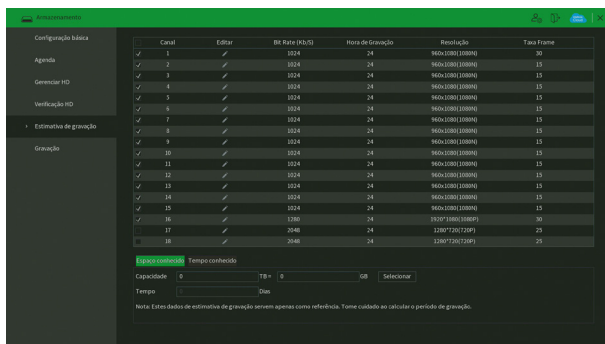 Armazenamento
Configuração básica
Agenda
Gerenciar HD
Verificação HD
Estimativa de gravação
Gravação
Canal Editar Bit Rate (Kb/S) Hora de Gravação Resolução Taxa Frame
1 1024 24 960x1080(1080N) 30
2 1024 24 960x1080(1080N) 15
3 1024 24 960x1080(1080N) 15
4 1024 24 960x1080(1080N) 15
5 1024 24 960x1080(1080N) 15
6 1024 24 960x1080(1080N) 15
7 1024 24 960x1080(1080N) 15
8 1024 24 960x1080(1080N) 15
9 1024 24 960x1080(1080N) 15
10 1024 24 960x1080(1080N) 15
11 1024 24 960x1080(1080N) 15
12 1024 24 960x1080(1080N) 15
13 1024 24 960x1080(1080N) 15
14 1024 24 960x1080(1080N) 15
15 1024 24 960x1080(1080N) 15
16 1280 24 1920*1080(1080P) 30
17 2048 24 1280*720(720P) 25
18 2048 24 1280*720(720P) 25
Espaço conhecido Tempo conhecido
Capacidade 0 TB = 0 GB Selecionar
Tempo 0 Dias
Nota: Estes dados de estimativa de gravação servem apenas como referência. Tome cuidado ao calcular o período de gravação.